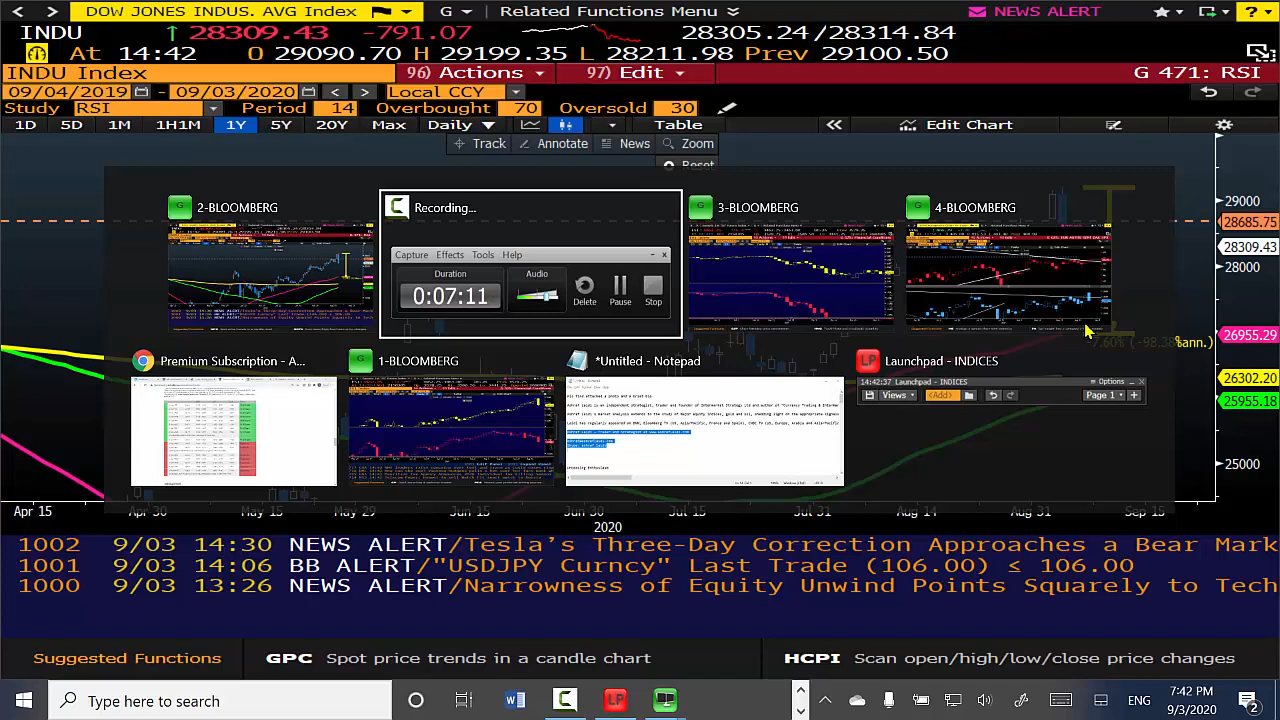 DOW JONES INDUS. AVG Index
G
Related Functions Menu
NEWS ALERT
?
INDU
28309.43
-791.07
28305.24/28314.84
At 14:42 O 29090.70 H 29199.35 L 28211.98 Prev 29100.50
INDU Index
96) Actions
97) Edit
G 471: RSI
09/04/2019 - 09/03/2020
Local CCY
Study RSI Period 14 Overbought 70 Oversold 30
1D 5D 1M 1H1M 1Y 5Y 20Y Max Daily
Table
Edit Chart
Track Annotate News Zoom
Reset
2-BLOOMBERG
Recording...
3-BLOOMBERG
4-BLOOMBERG
Capture Effects Tools Help
Duration
0:07:11
Audio
Delete Pause Stop
Premium Subscription - A...
1-BLOOMBERG
*Untitled - Notepad
Launchpad - INDICES
14:42:37 Launchpad - INDICES
Options
Views <Add>
Page 1
29000
28685.75
28309.43
28000
26955.29
%ann.)
26302.20
25955.18
25000
Apr 15 Apr 30 May 15 May 29 Jun 15 Jun 30 Jul 15 Jul 31 Aug 14 Aug 31 Sep 15
2020
1002 9/03 14:30 NEWS ALERT/Tesla's Three-Day Correction Approaches a Bear Mark
1001 9/03 14:06 BB ALERT/"USDJPY Curncy" Last Trade (106.00) ≤ 106.00
1000 9/03 13:26 NEWS ALERT/Narrowness of Equity Unwind Points Squarely to Tech
Suggested Functions
GPC Spot price trends in a candle chart
HCPI Scan open/high/low/close price changes
Type here to search
ENG
7:42 PM
9/3/2020
2